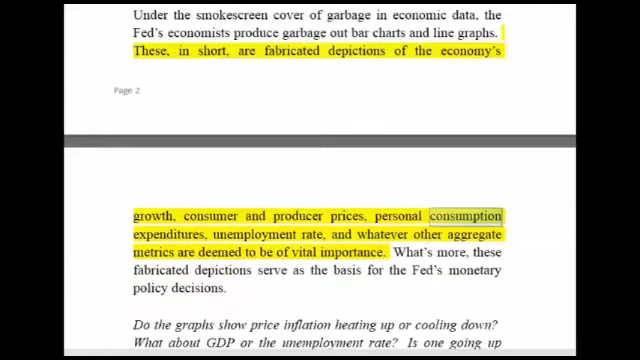 Under the smokescreen cover of garbage in economic data, the
Fed's economists produce garbage out bar charts and line graphs.
These, in short, are fabricated depictions of the economy's
Page 2
growth, consumer and producer prices, personal consumption
expenditures, unemployment rate, and whatever other aggregate
metrics are deemed to be of vital importance. What's more, these
fabricated depictions serve as the basis for the Fed's monetary
policy decisions.
Do the graphs show price inflation heating up or cooling down?
What about GDP or the unemployment rate? Is one going up